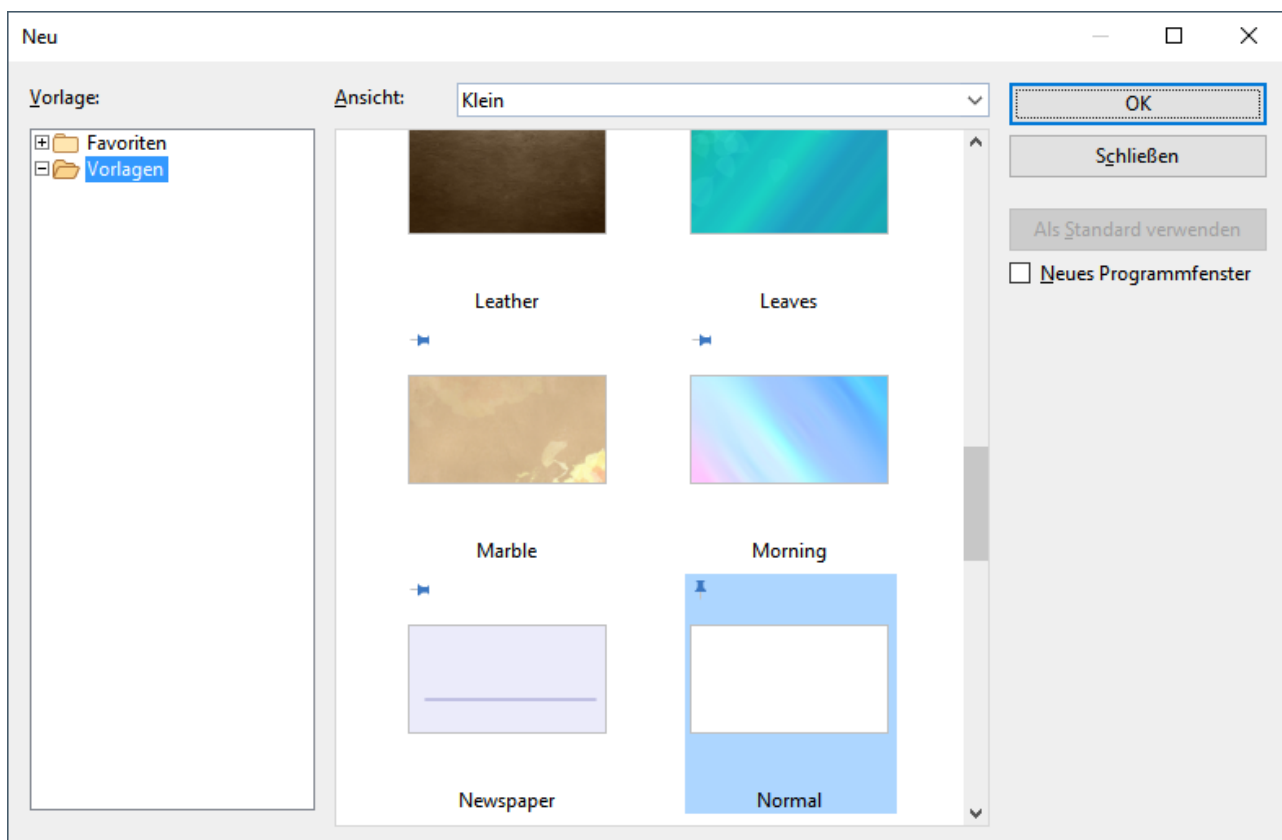 Neu
Vorlage:
Ansicht:
Klein
OK
Favoriten
Vorlagen
Schließen
Als Standard verwenden
Neues Programmfenster
Leather
Leaves
Marble
Morning
Newspaper
Normal